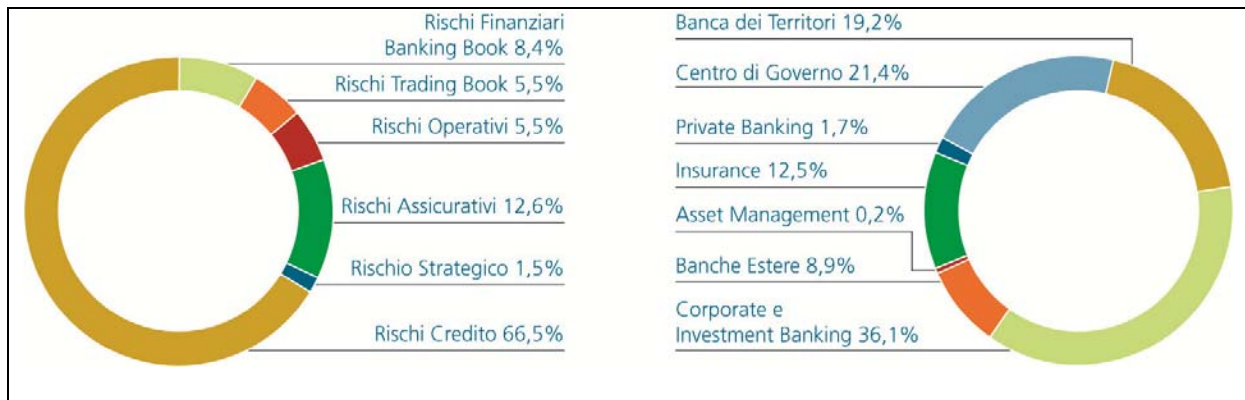 Rischi Finanziari
Banking Book 8,4%
Rischi Trading Book 5,5%
Rischi Operativi 5,5%
Rischi Assicurativi 12,6%
Rischio Strategico 1,5%
Rischi Credito 66,5%
Banca dei Territori 19,2%
Centro di Governo 21,4%
Private Banking 1,7%
Insurance 12,5%
Asset Management 0,2%
Banche Estere 8,9%
Corporate e
Investment Banking 36,1%